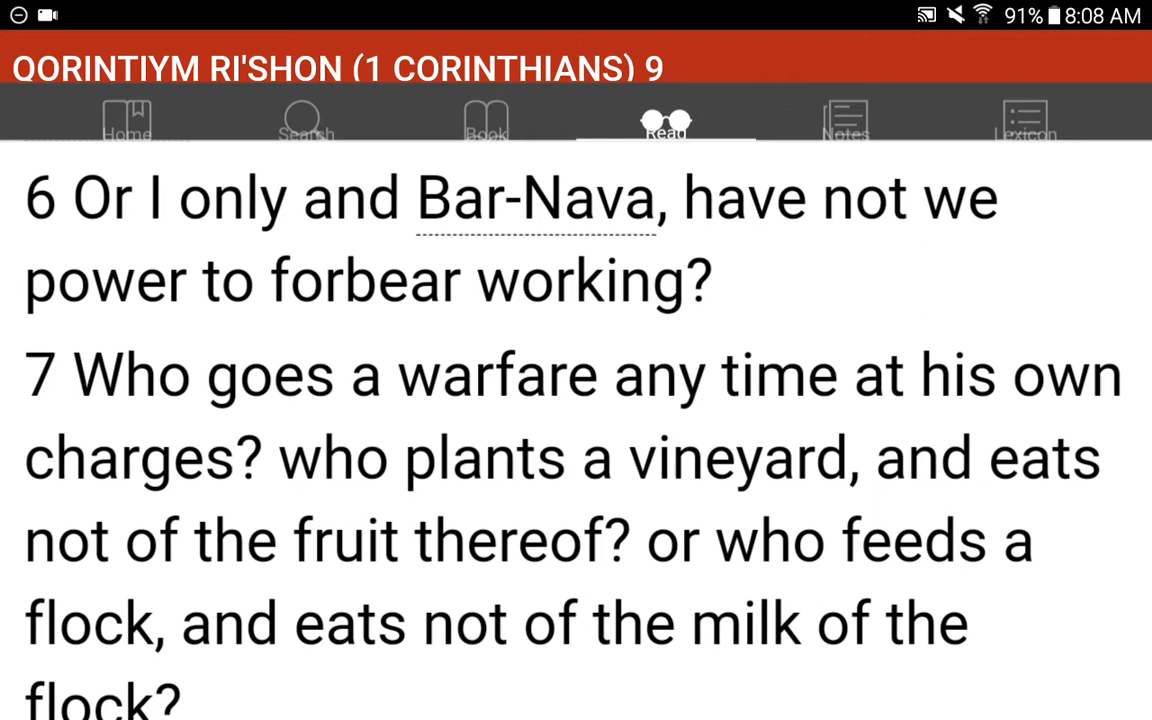 91% 8:08 AM
QORINTIYM RI'SHON (1 CORINTHIANS) 9
Home Search Book Read Notes Lexicon
6 Or I only and Bar-Nava, have not we
power to forbear working?
7 Who goes a warfare any time at his own
charges? who plants a vineyard, and eats
not of the fruit thereof? or who feeds a
flock, and eats not of the milk of the
flock?